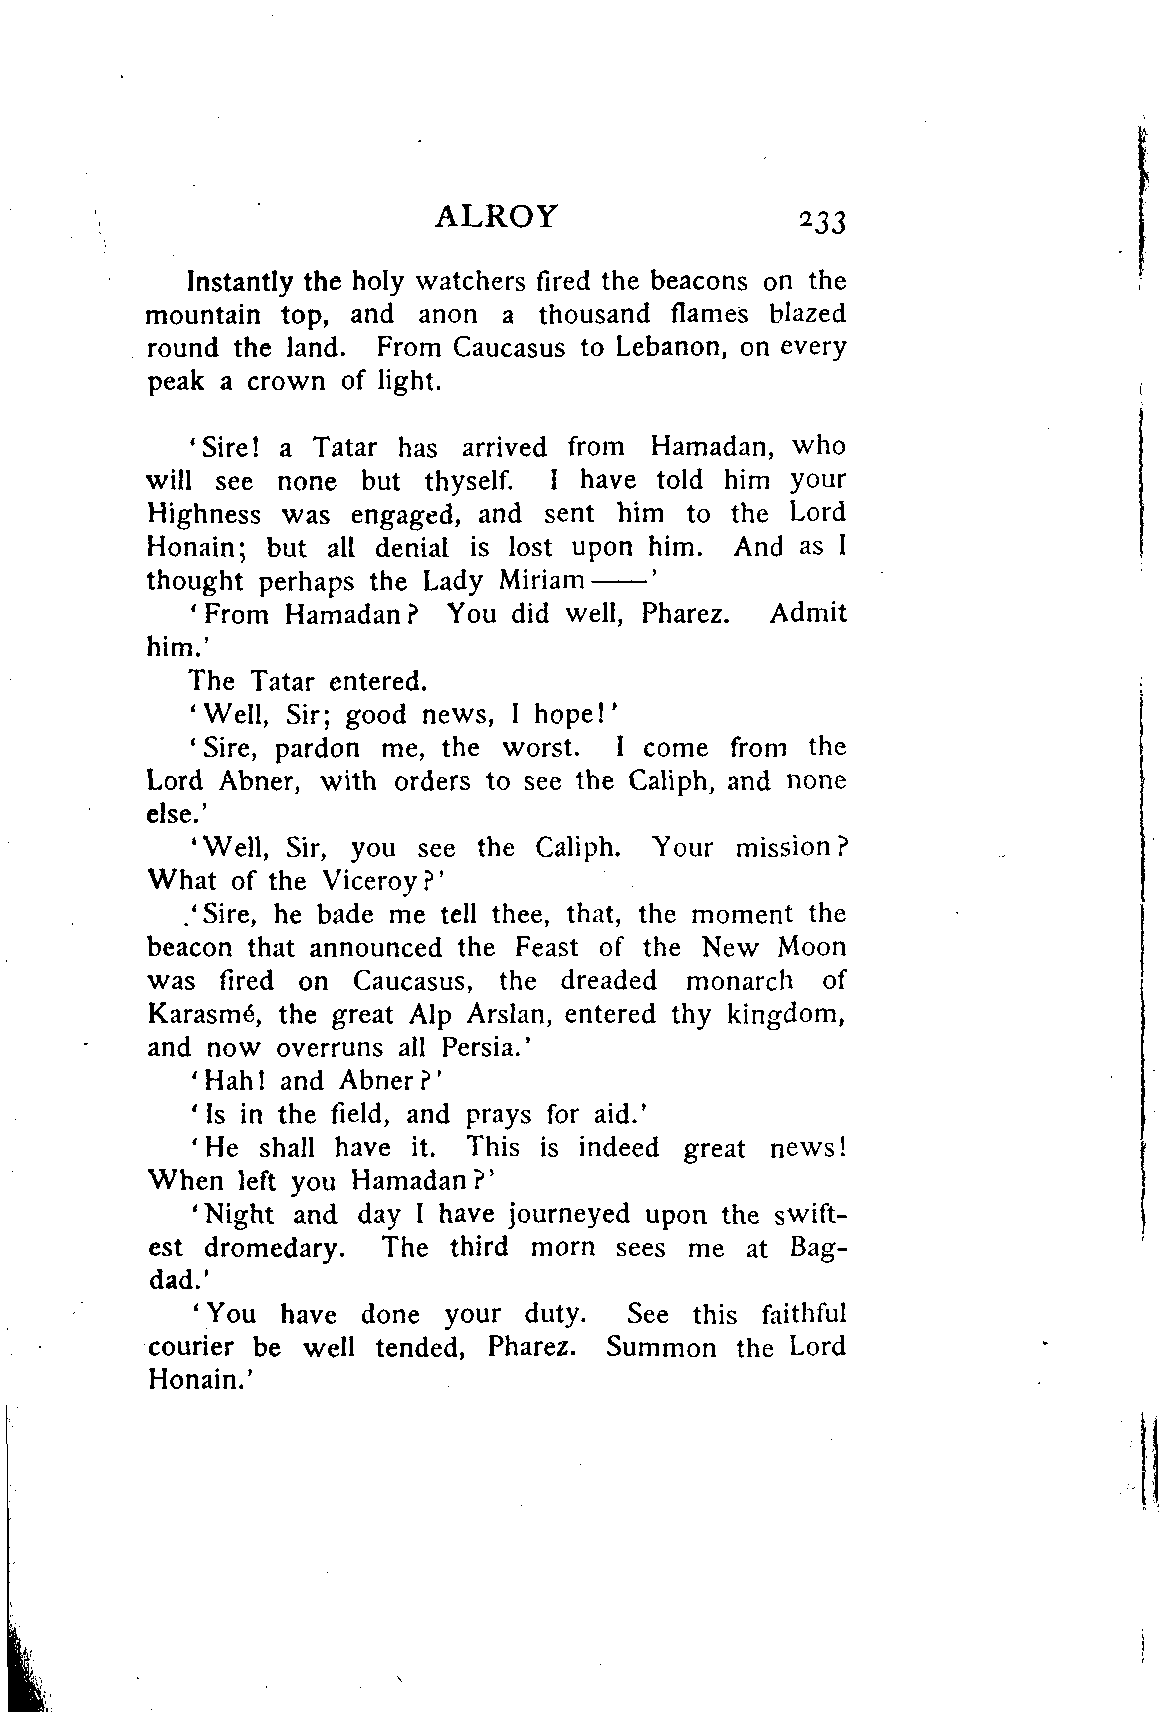 ALROY 233
Instantly the holy watchers fired the beacons on the
mountain top, and anon a thousand flames blazed
round the land. From Caucasus to Lebanon, on every
peak a crown of light.
‘Sire! a Tatar has arrived from Hamadan, who
will see none but thyself. I have told him your
Highness was engaged, and sent him to the Lord
Honain; but all denial is lost upon him. And as I
thought perhaps the Lady Miriam——’
‘From Hamadan? You did well, Pharez. Admit
him.’
The Tatar entered.
‘Well, Sir; good news, I hope!’
‘Sire, pardon me, the worst. I come from the
Lord Abner, with orders to see the Caliph, and none
else.’
‘Well, Sir, you see the Caliph. Your mission?
What of the Viceroy?’
‘Sire, he bade me tell thee, that, the moment the
beacon that announced the Feast of the New Moon
was fired on Caucasus, the dreaded monarch of
Karasmé, the great Alp Arslan, entered thy kingdom,
and now overruns all Persia.’
‘Hah! and Abner?’
‘Is in the field, and prays for aid.’
‘He shall have it. This is indeed great news!
When left you Hamadan?’
‘Night and day I have journeyed upon the swift-
est dromedary. The third morn sees me at Bag-
dad.’
‘You have done your duty. See this faithful
courier be well tended, Pharez. Summon the Lord
Honain.’